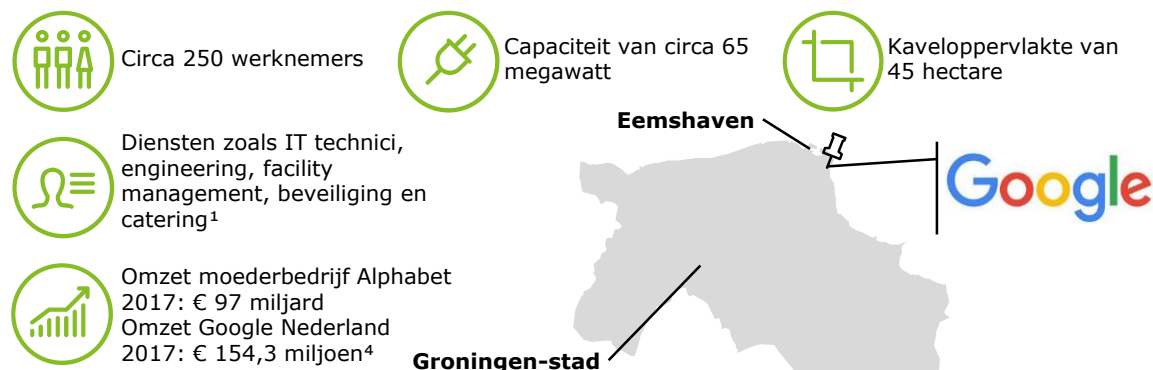 Circa 250 werknemers
Capaciteit van circa 65
megawatt
Kaveloppervlakte van
45 hectare
Diensten zoals IT technici,
engineering, facility
management, beveiliging en
catering¹
Omzet moederbedrijf Alphabet
2017: € 97 miljard
Omzet Google Nederland
2017: € 154,3 miljoen⁴
Eemshaven
Google
Groningen-stad